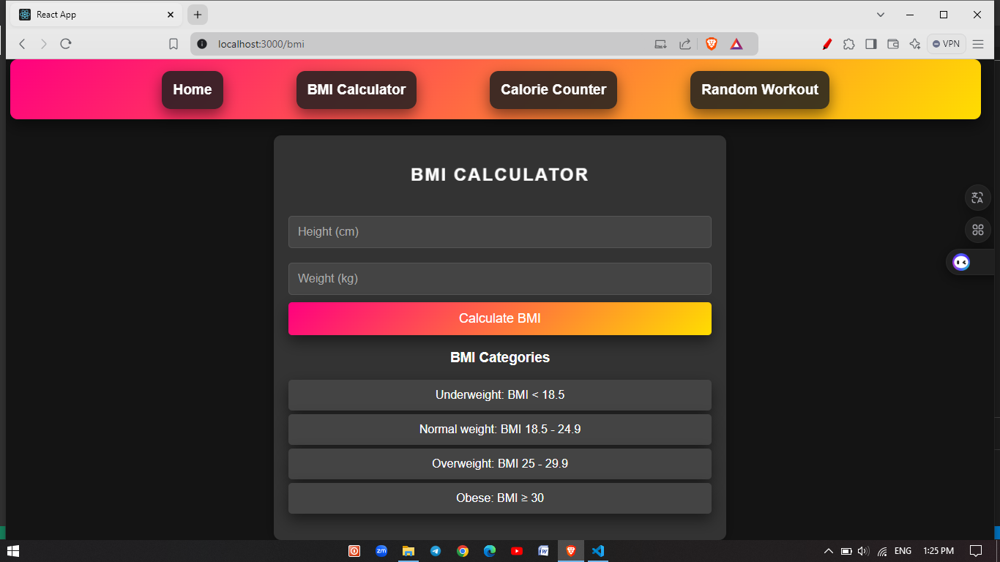 React App
localhost:3000/bmi
VPN
Home
BMI Calculator
Calorie Counter
Random Workout
BMI CALCULATOR
Height (cm)
Weight (kg)
Calculate BMI
BMI Categories
Underweight: BMI < 18.5
Normal weight: BMI 18.5 - 24.9
Overweight: BMI 25 - 29.9
Obese: BMI ≥ 30
zm
W
ENG
1:25 PM